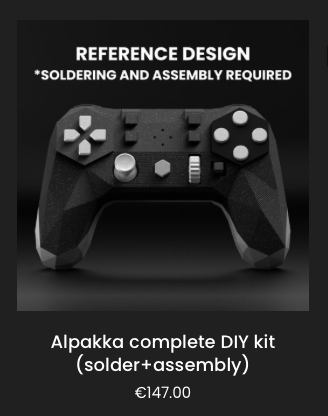 REFERENCE DESIGN
*SOLDERING AND ASSEMBLY REQUIRED
Alpakka complete DIY kit
(solder+assembly)
€147.00